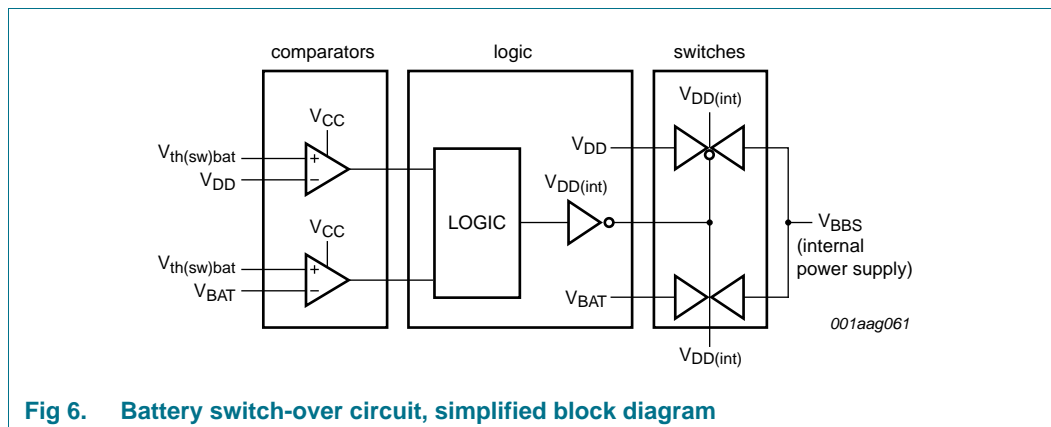 comparators
logic
switches
VCC
Vth(sw)bat
+
VDD
−
VCC
Vth(sw)bat
+
VBAT
−
LOGIC
VDD(int)
VDD
VBAT
VDD(int)
VDD(int)
VBBS
(internal
power supply)
001aag061
Fig 6. Battery switch-over circuit, simplified block diagram